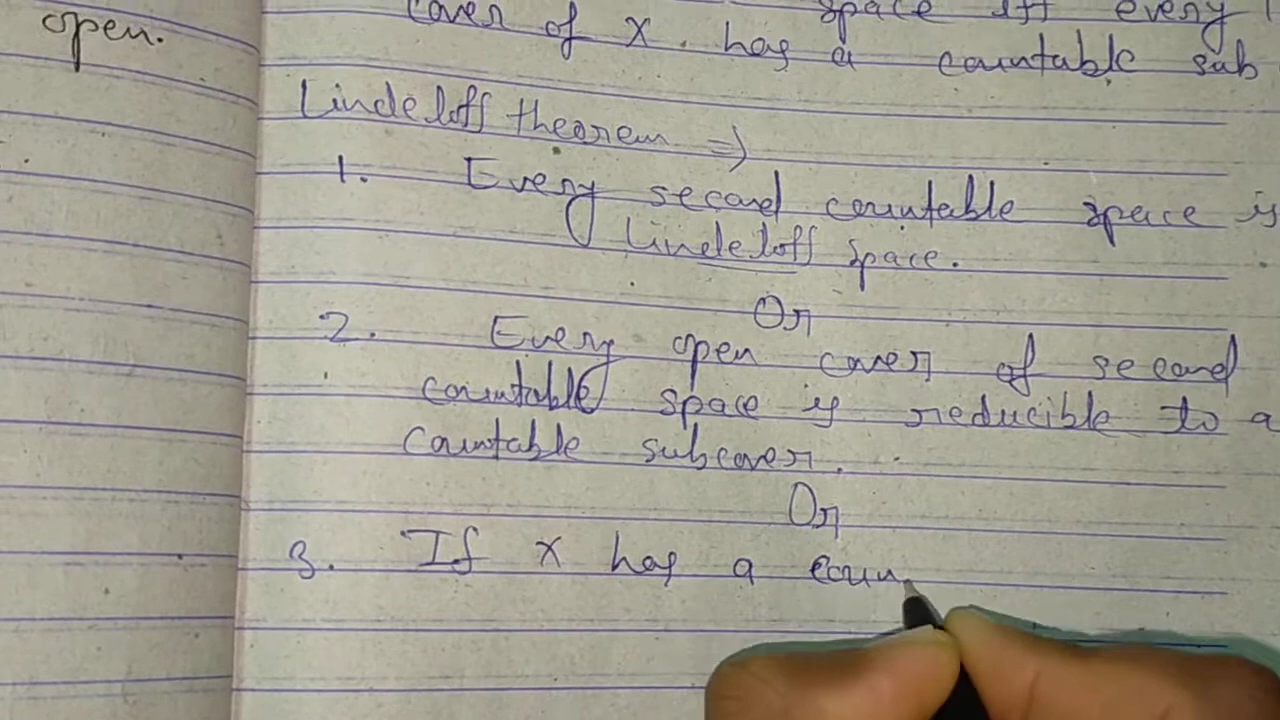 open.
cover of X. space iff every
has a countable sub
Lindeloff theorem ⇒
1. Every second countable space is
Lindeloff space.
Or
2. Every open cover of second
countable space is reducible to a
countable subcover.
Or
3. If X has a coun